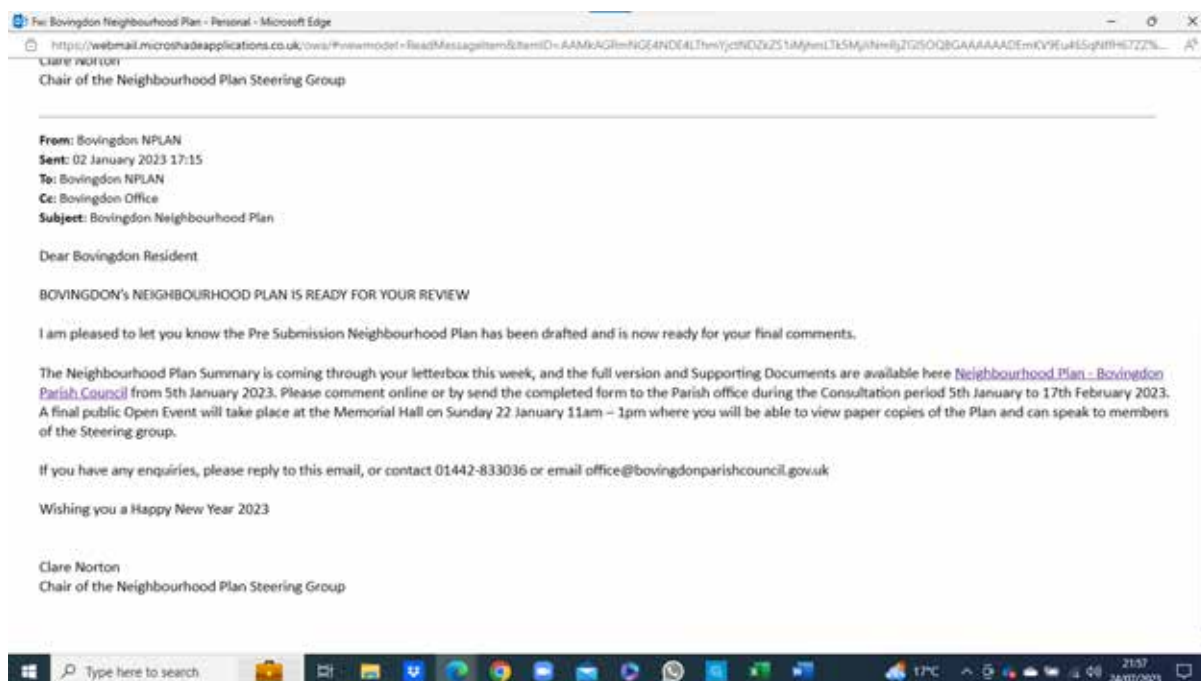 Fw: Bovingdon Neighbourhood Plan - Personal - Microsoft Edge
Clare Norton
Chair of the Neighbourhood Plan Steering Group
From: Bovingdon NPLAN
Sent: 02 January 2023 17:15
To: Bovingdon NPLAN
Cc: Bovingdon Office
Subject: Bovingdon Neighbourhood Plan
Dear Bovingdon Resident
BOVINGDON's NEIGHBOURHOOD PLAN IS READY FOR YOUR REVIEW
I am pleased to let you know the Pre Submission Neighbourhood Plan has been drafted and is now ready for your final comments.
The Neighbourhood Plan Summary is coming through your letterbox this week, and the full version and Supporting Documents are available here Neighbourhood Plan - Bovingdon
Parish Council from 5th January 2023. Please comment online or by send the completed form to the Parish office during the Consultation period 5th January to 17th February 2023.
A final public Open Event will take place at the Memorial Hall on Sunday 22 January 11am – 1pm where you will be able to view paper copies of the Plan and can speak to members
of the Steering group.
If you have any enquiries, please reply to this email, or contact 01442-833036 or email office@bovingdonparishcouncil.gov.uk
Wishing you a Happy New Year 2023
Clare Norton
Chair of the Neighbourhood Plan Steering Group
Type here to search
17°C
21:57
24/07/2023